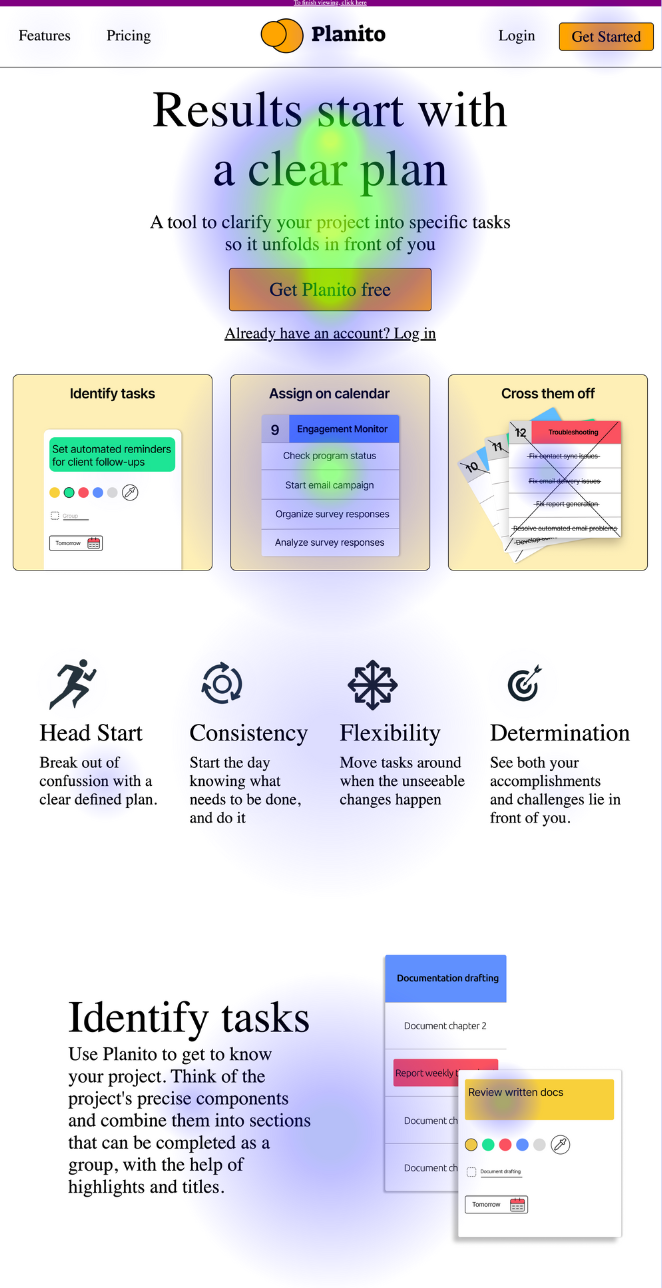 To finish viewing, click here
Features
Pricing
Planito
Login
Get Started
Results start with
a clear plan
A tool to clarify your project into specific tasks
so it unfolds in front of you
Get Planito free
Already have an account? Log in
Identify tasks
Set automated reminders
for client follow-ups
Group
Tomorrow
Assign on calendar
9
Engagement Monitor
Check program status
Start email campaign
Organize survey responses
Analyze survey responses
Cross them off
10
11
12
Troubleshooting
Fix contact sync issues
Fix email delivery issues
Fix report generation
Resolve automated email problems
Head Start
Break out of
confussion with a
clear defined plan.
Consistency
Start the day
knowing what
needs to be done,
and do it
Flexibility
Move tasks around
when the unseeable
changes happen
Determination
See both your
accomplishments
and challenges lie in
front of you.
Identify tasks
Use Planito to get to know
your project. Think of the
project's precise components
and combine them into sections
that can be completed as a
group, with the help of
highlights and titles.
Documentation drafting
Document chapter 2
Report weekly
Document
Document
Review written docs
Document drafting
Tomorrow